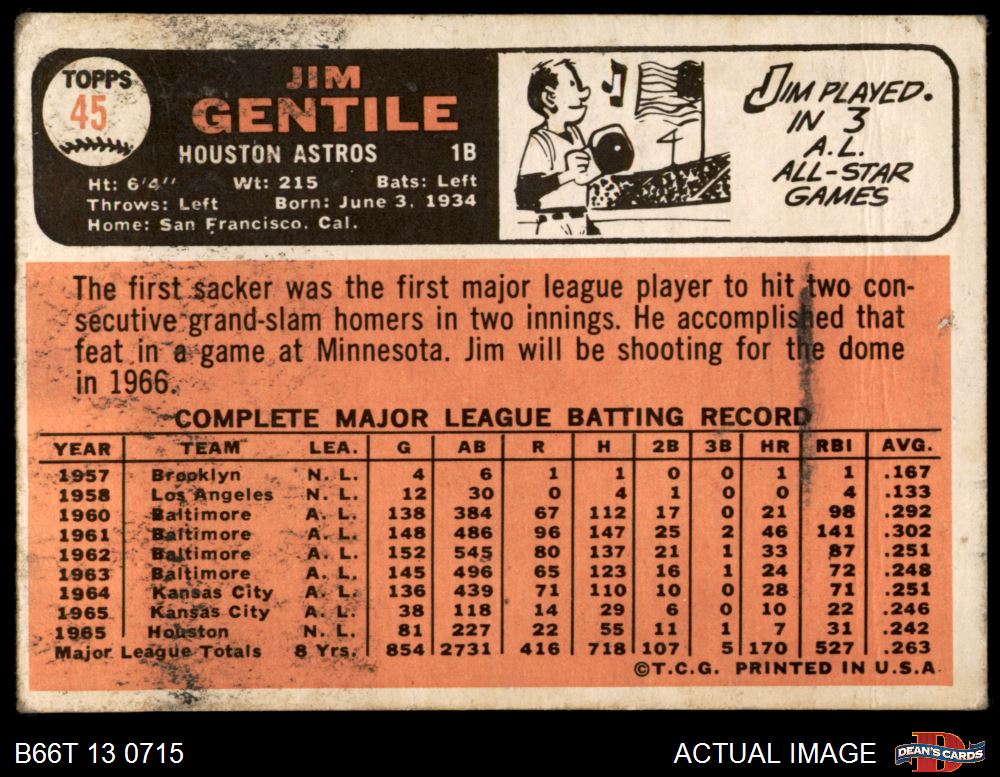 TOPPS
45
JIM
GENTILE
HOUSTON ASTROS 1B
Ht: 6'4" Wt: 215 Bats: Left
Throws: Left Born: June 3, 1934
Home: San Francisco, Cal.
4
JIM PLAYED.
IN 3
A.L.
ALL-STAR
GAMES
The first sacker was the first major league player to hit two con-
secutive grand-slam homers in two innings. He accomplished that
feat in a game at Minnesota. Jim will be shooting for the dome
in 1966.
COMPLETE MAJOR LEAGUE BATTING RECORD
YEAR TEAM LEA. G AB R H 2B 3B HR RBI AVG.
1957 Brooklyn N. L. 4 6 1 1 0 0 1 1 .167
1958 Los Angeles N. L. 12 30 0 4 1 0 0 4 .133
1960 Baltimore A. L. 138 384 67 112 17 0 21 98 .292
1961 Baltimore A. L. 148 486 96 147 25 2 46 141 .302
1962 Baltimore A. L. 152 545 80 137 21 1 33 87 .251
1963 Baltimore A. L. 145 496 65 123 16 1 24 72 .248
1964 Kansas City A. L. 136 439 71 110 10 0 28 71 .251
1965 Kansas City A. L. 38 118 14 29 6 0 10 22 .246
1965 Houston N. L. 81 227 22 55 11 1 7 31 .242
Major League Totals 8 Yrs. 854 2731 416 718 107 5 170 527 .263
©T.C.G. PRINTED IN U.S.A.
B66T 13 0715
ACTUAL IMAGE
DEAN'S CARDS